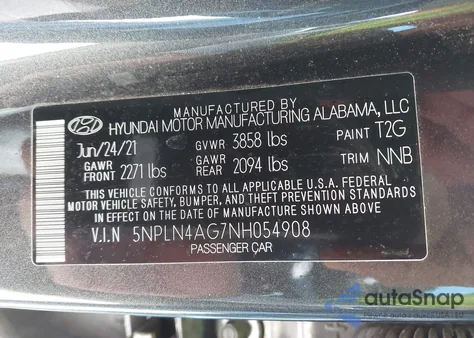 MANUFACTURED BY
HYUNDAI MOTOR MANUFACTURING ALABAMA, LLC
Jun/24/21 GVWR 3858 lbs PAINT T2G
GAWR FRONT 2271 lbs GAWR REAR 2094 lbs TRIM NNB
THIS VEHICLE CONFORMS TO ALL APPLICABLE U.S.A. FEDERAL
MOTOR VEHICLE SAFETY, BUMPER, AND THEFT PREVENTION STANDARDS
IN EFFECT ON THE DATE OF MANUFACTURE SHOWN ABOVE.
V.I.N 5NPLN4AG7NH054908
PASSENGER CAR
autoSnap